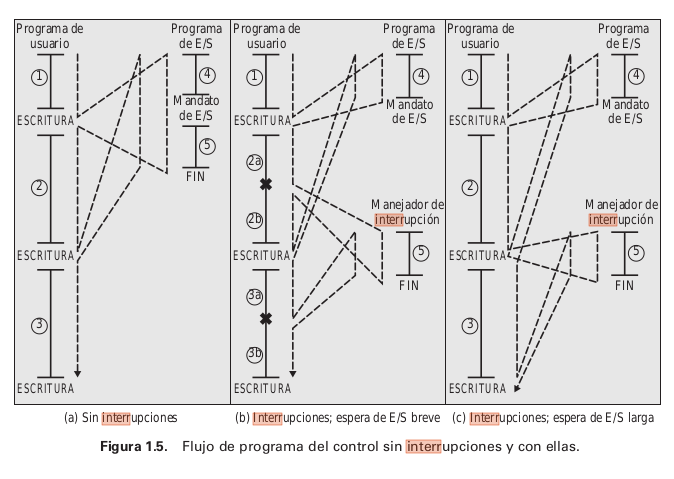 Programa de
usuario
Programa
de E/S
1
4
Mandato
de E/S
ESCRITURA
5
FIN
2
ESCRITURA
3
ESCRITURA
Programa de
usuario
Programa
de E/S
1
4
Mandato
de E/S
ESCRITURA
2a
2b
Manejador de
interrupción
5
FIN
ESCRITURA
3a
3b
ESCRITURA
Programa de
usuario
Programa
de E/S
1
4
Mandato
de E/S
ESCRITURA
2
Manejador de
interrupción
5
FIN
ESCRITURA
3
ESCRITURA
(a) Sin interrupciones
(b) Interrupciones; espera de E/S breve
(c) Interrupciones; espera de E/S larga
Figura 1.5. Flujo de programa del control sin interrupciones y con ellas.